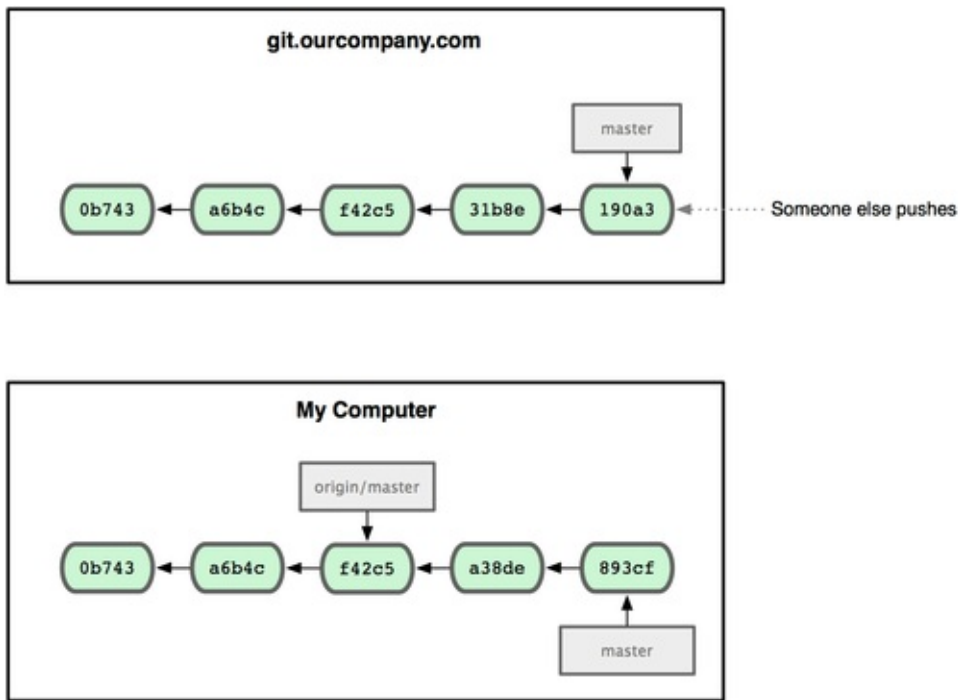 git.ourcompany.com
master
0b743 a6b4c f42c5 31b8e 190a3 Someone else pushes
My Computer
origin/master
0b743 a6b4c f42c5 a38de 893cf
master